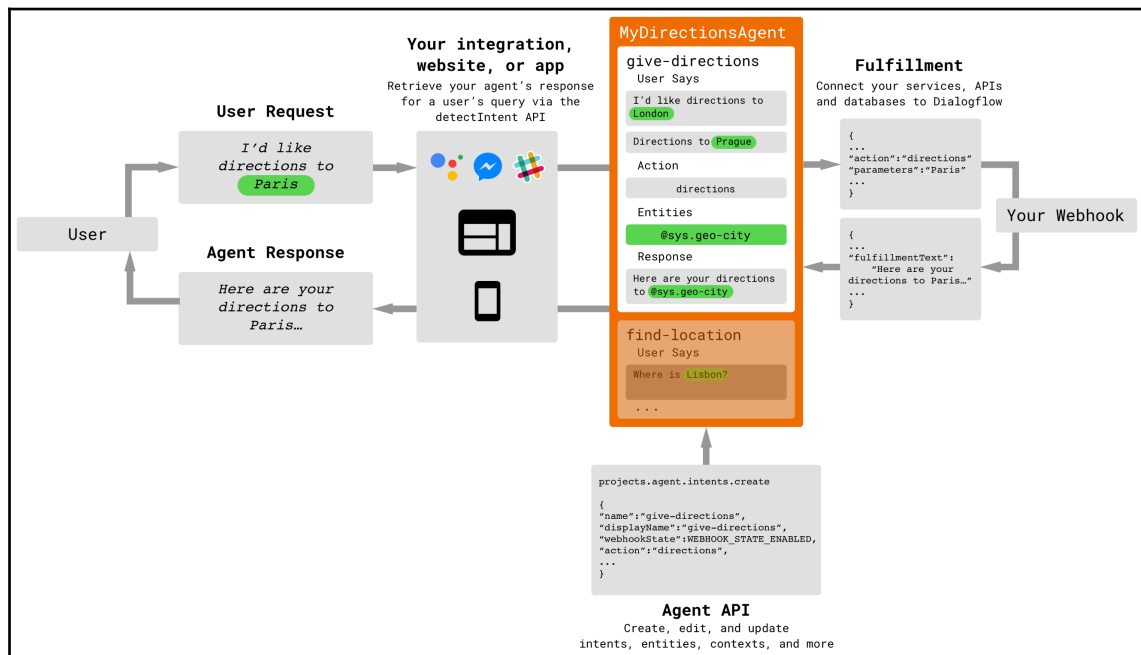 User
User Request
I’d like
directions to
Paris
Agent Response
Here are your
directions to
Paris…
Your integration,
website, or app
Retrieve your agent’s response
for a user’s query via the
detectIntent API
MyDirectionsAgent
give-directions
User Says
I’d like directions to
London
Directions to Prague
Action
directions
Entities
@sys.geo-city
Response
Here are your directions
to @sys.geo-city
find-location
User Says
Where is Lisbon?
...
Fulfillment
Connect your services, APIs
and databases to Dialogflow
{
...
“action”:“directions”
“parameters”:“Paris”
...
}
Your Webhook
{
...
“fulfillmentText”:
“Here are your
directions to Paris…”
...
}
projects.agent.intents.create
{
“name”:“give-directions”,
“displayName”:“give-directions”,
“webhookState”:WEBHOOK_STATE_ENABLED,
“action”:“directions”,
...
}
Agent API
Create, edit, and update
intents, entities, contexts, and more